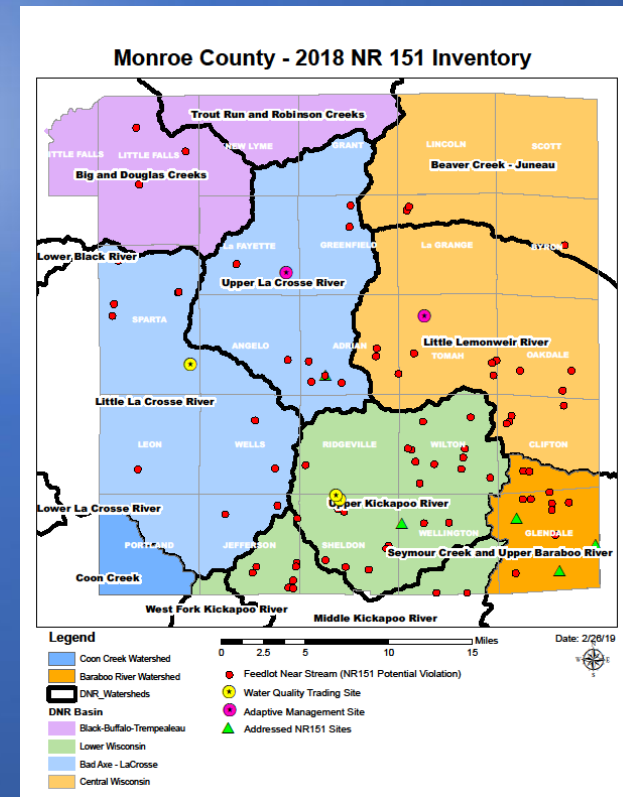 Monroe County - 2018 NR 151 Inventory
Trout Run and Robinson Creeks
NEW LYME
GRANT
LINCOLN
SCOTT
ITTLE FALLS
LITTLE FALLS
Beaver Creek - Juneau
Big and Douglas Creeks
Lower Black River
La FAYETTE
GREENFIELD
La GRANGE
BYRON
Upper La Crosse River
SPARTA
ANGELO
ADRIAN
Little Lemonweir River
TOMAH
OAKDALE
Little La Crosse River
LEON
WELLS
RIDGEVILLE
WILTON
CLIFTON
Lower La Crosse River
Upper Kickapoo River
PORTLAND
JEFFERSON
SHELDON
WELLINGTON
GLENDALE
Seymour Creek and Upper Baraboo River
Coon Creek
West Fork Kickapoo River
Middle Kickapoo River
Legend
Coon Creek Watershed
Baraboo River Watershed
DNR_Watersheds
DNR Basin
Black-Buffalo-Trempealeau
Lower Wisconsin
Bad Axe - LaCrosse
Central Wisconsin
0 2.5 5 10 15 Miles
Feedlot Near Stream (NR151 Potential Violation)
Water Quality Trading Site
Adaptive Management Site
Addressed NR151 Sites
Date: 2/26/19